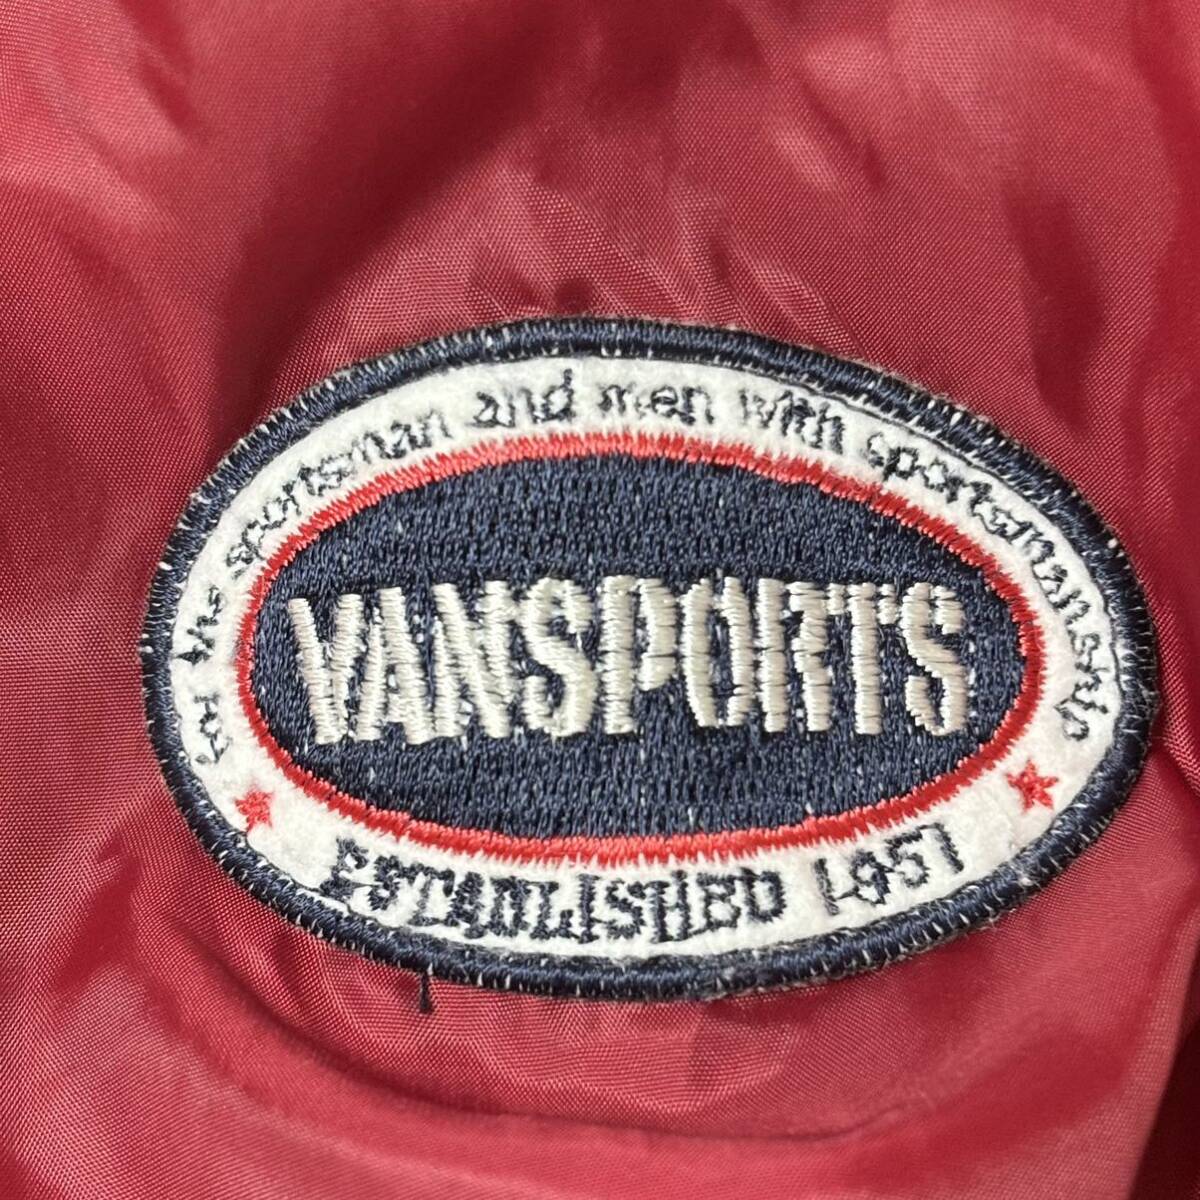 for the sportsman and men with sportsmanship
VANSPORTS
ESTABLISHED 1951